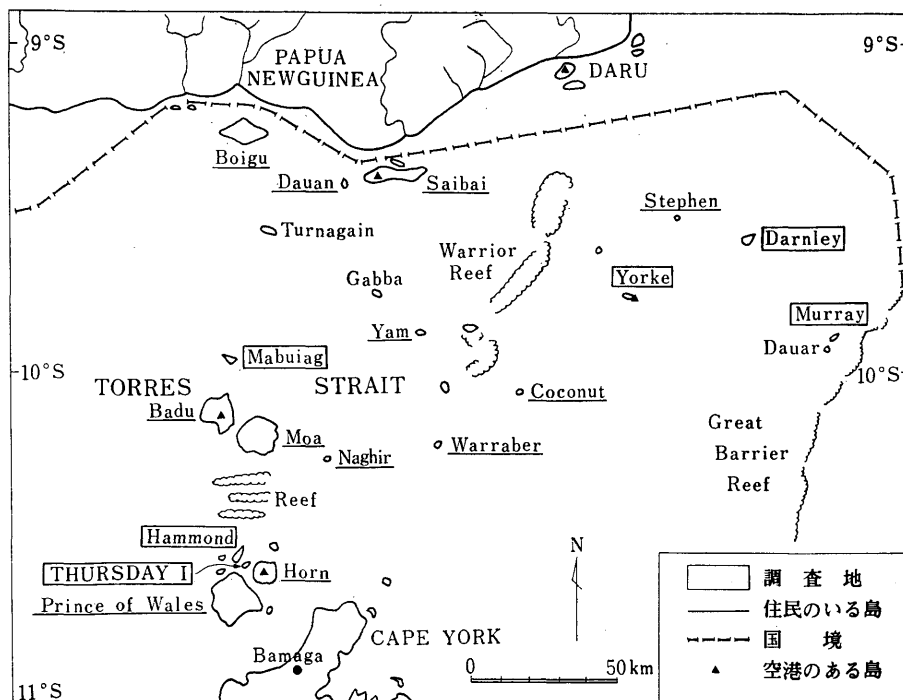 9°S
9°S
PAPUA
NEWGUINEA
DARU
Boigu
Dauan
Saibai
Stephen
Turnagain
Darnley
Warrior
Reef
Gabba
Yorke
Murray
Yam
Dauar
Mabuiag
10°S
10°S
TORRES
STRAIT
Coconut
Badu
Moa
Great
Barrier
Reef
Naghir
Warraber
Reef
Hammond
N
THURSDAY I
Horn
調査地
Prince of Wales
住民のいる島
CAPE YORK
国境
Bamaga
0
50km
空港のある島
11°S